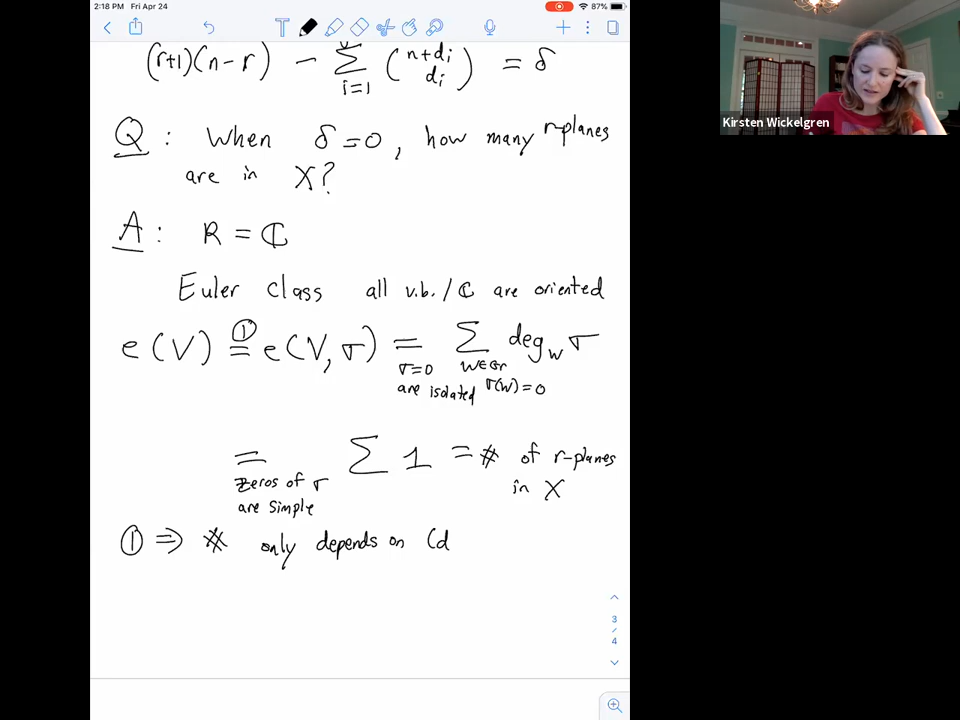 2:18 PM Fri Apr 24
87%
(r+1)(n-r) - Σ i=1 (n+di di) = δ
Q: When δ=0, how many r-planes
are in X?
A: R = ℂ
Euler class all v.b./ℂ are oriented
e(V) ①= e(V,σ) = Σ deg_W σ
σ=0 W∈Gr
are isolated σ(W)=0
= Σ 1 = # of r-planes
zeros of σ in X
are simple
① ⇒ # only depends on (d
3
/
4
Kirsten Wickelgren